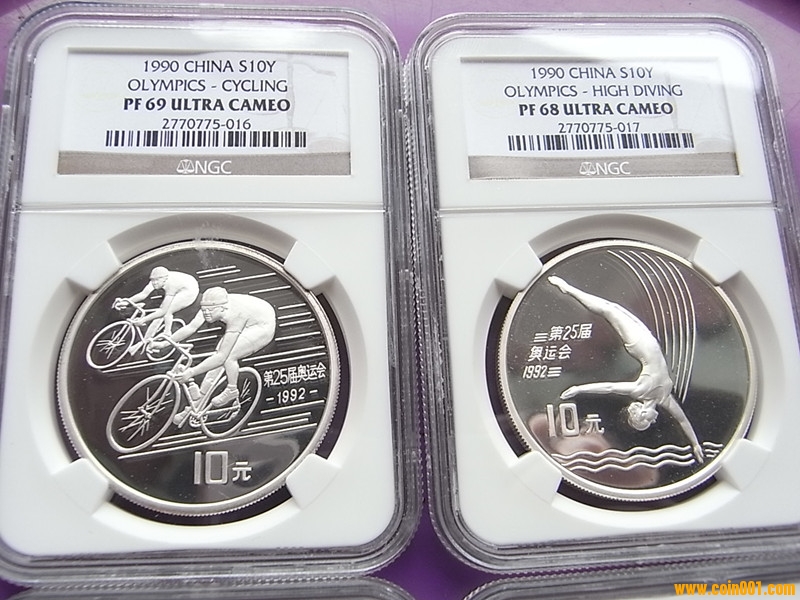 1990 CHINA S10Y
OLYMPICS - CYCLING
PF 69 ULTRA CAMEO
2770775-016
NGC
第25届奥运会
-1992-
10元
1990 CHINA S10Y
OLYMPICS - HIGH DIVING
PF 68 ULTRA CAMEO
2770775-017
NGC
第25届
奥运会
1992
10元
www.coin001.com